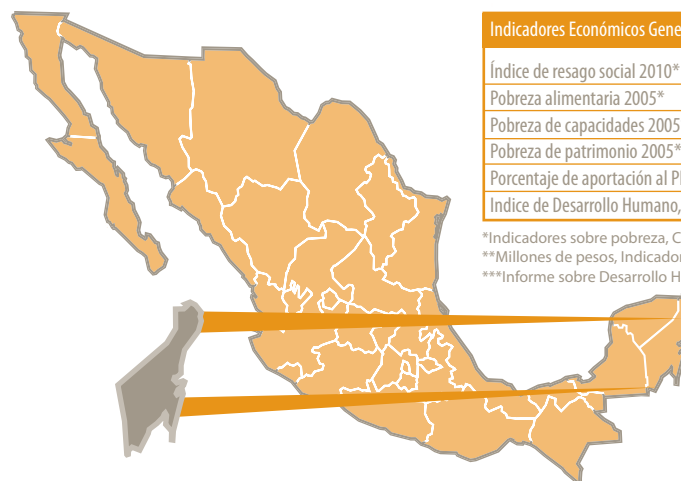 Indicadores Económicos Gene
Índice de resago social 2010*
Pobreza alimentaria 2005*
Pobreza de capacidades 2005
Pobreza de patrimonio 2005*
Porcentaje de aportación al P
Indice de Desarrollo Humano,
*Indicadores sobre pobreza, C
**Millones de pesos, Indicador
***Informe sobre Desarrollo H